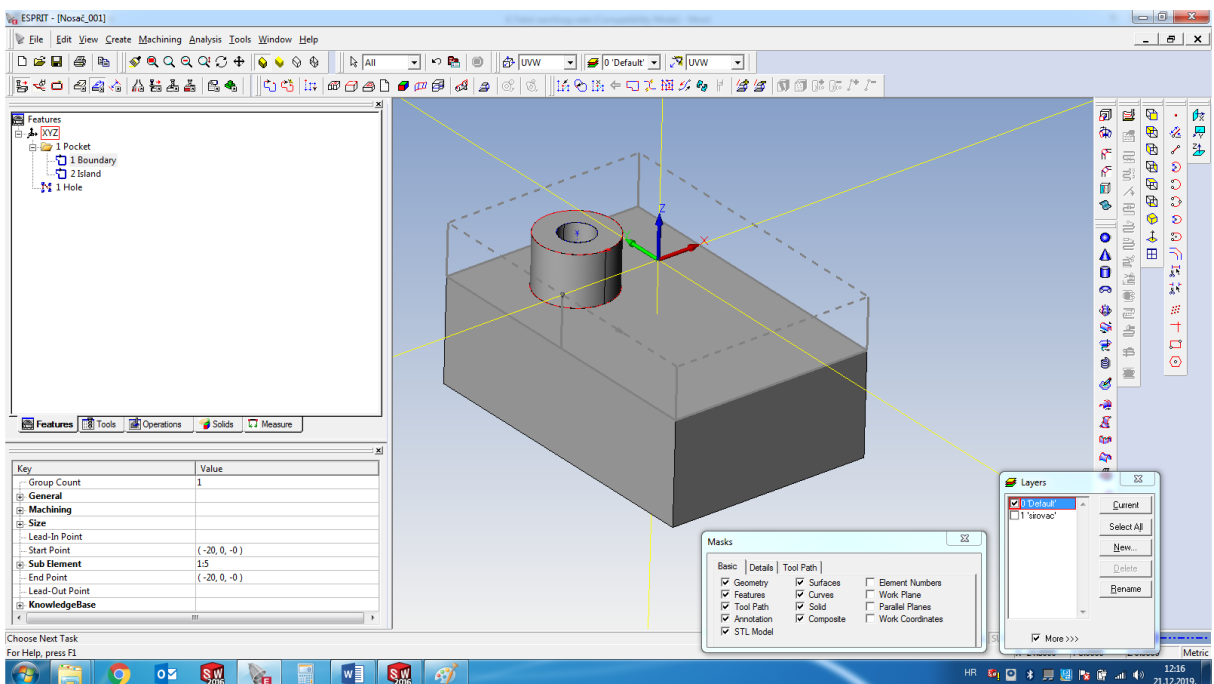 ESPRIT - [Nosač_001]
File Edit View Create Machining Analysis Tools Window Help
All UVW 0 'Default' UVW
Features
XYZ
1 Pocket
1 Boundary
2 Island
1 Hole
Z
X
Y
Features Tools Operations Solids Measure
Key Value
Group Count 1
General
Machining
Size
Lead-In Point
Start Point ( -20, 0, -0 )
Sub Element 1:5
End Point ( -20, 0, -0 )
Lead-Out Point
KnowledgeBase
Masks
Basic Details Tool Path
Geometry Surfaces Element Numbers
Features Curves Work Plane
Tool Path Solid Parallel Planes
Annotation Composite Work Coordinates
STL Model
Layers
0 'Default' Current
1 'sirovac'
Select All
New...
Delete
Rename
More >>>
Choose Next Task
For Help, press F1 Metric
HR 12:16
21.12.2019.